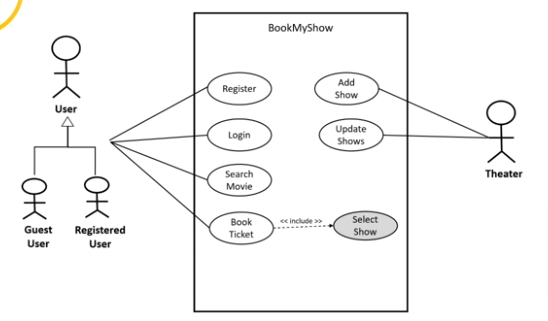 BookMyShow
Register
Add
Show
User
Login
Update
Shows
Search
Movie
Theater
Book
Ticket
<< include >>
Select
Show
Guest
User
Registered
User